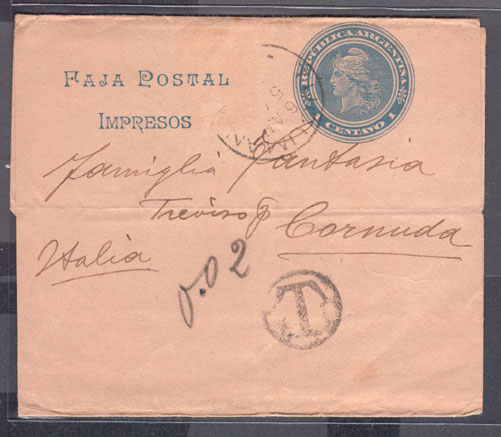 REPUBLICA ARGENTINA
1 CENTAVO 1
FAJA POSTAL
IMPRESOS
Famiglia Fantasia
Treviso p
Cornuda
Italia
0.02
T